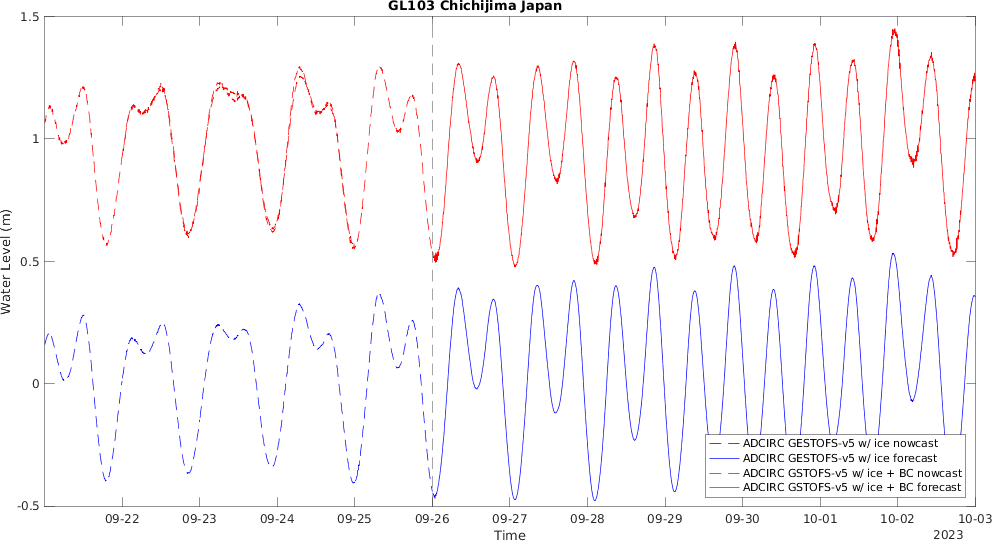 GL103 Chichijima Japan
1.5
1
0.5
0
-0.5
Water Level (m)
09-22
09-23
09-24
09-25
09-26
09-27
09-28
09-29
09-30
10-01
10-02
10-03
Time
2023
ADCIRC GESTOFS-v5 w/ ice nowcast
ADCIRC GESTOFS-v5 w/ ice forecast
ADCIRC GSTOFS-v5 w/ ice + BC nowcast
ADCIRC GSTOFS-v5 w/ ice + BC forecast